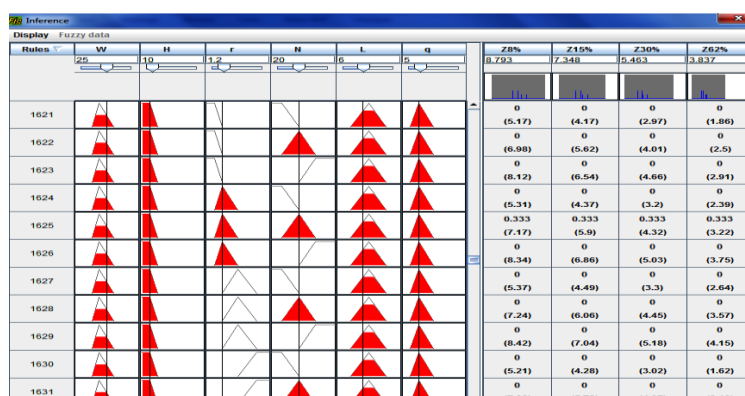 Inference
Display Fuzzy data
Rules W H r N L q Z8% Z15% Z30% Z62%
25 10 1.2 20 6 5 8.793 7.348 5.463 3.837
1621 0 0 0 0
(5.17) (4.17) (2.97) (1.86)
1622 0 0 0 0
(6.98) (5.62) (4.01) (2.5)
1623 0 0 0 0
(8.12) (6.54) (4.66) (2.91)
1624 0 0 0 0
(5.31) (4.37) (3.2) (2.39)
1625 0.333 0.333 0.333 0.333
(7.17) (5.9) (4.32) (3.22)
1626 0 0 0 0
(8.34) (6.86) (5.03) (3.75)
1627 0 0 0 0
(5.37) (4.49) (3.3) (2.64)
1628 0 0 0 0
(7.24) (6.06) (4.45) (3.57)
1629 0 0 0 0
(8.42) (7.04) (5.18) (4.15)
1630 0 0 0 0
(5.21) (4.28) (3.02) (1.62)
1631 0 0 0 0